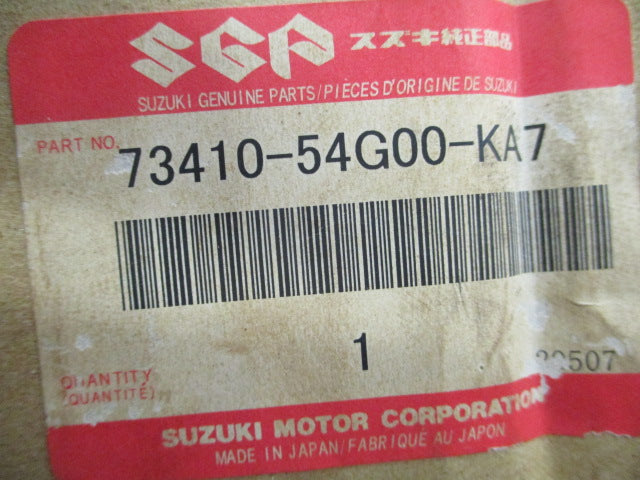 SGP スズキ純正部品
SUZUKI GENUINE PARTS/PIÈCES D'ORIGINE DE SUZUKI
PART NO.
73410-54G00-KA7
1
QUANTITY
(QUANTITÉ)
SUZUKI MOTOR CORPORATION
MADE IN JAPAN/FABRIQUÉ AU JAPON